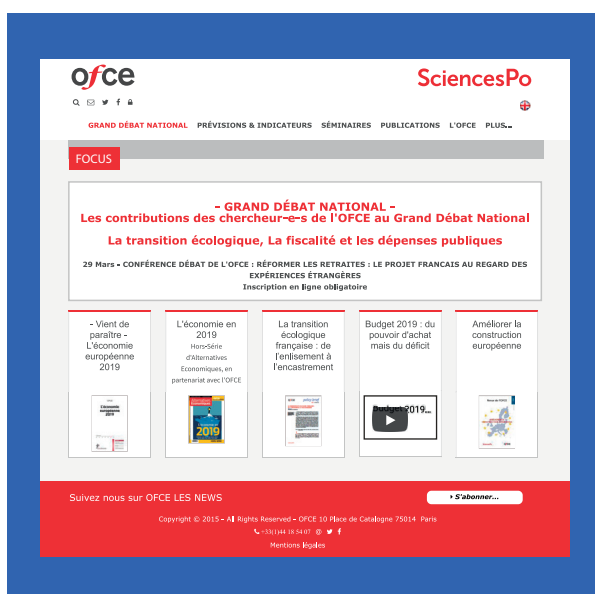 ofce
SciencesPo
GRAND DÉBAT NATIONAL PRÉVISIONS & INDICATEURS SÉMINAIRES PUBLICATIONS L'OFCE PLUS...
FOCUS
- GRAND DÉBAT NATIONAL -
Les contributions des chercheur-e-s de l'OFCE au Grand Débat National
La transition écologique, La fiscalité et les dépenses publiques
29 Mars - CONFÉRENCE DÉBAT DE L'OFCE : RÉFORMER LES RETRAITES : LE PROJET FRANCAIS AU REGARD DES
EXPÉRIENCES ÉTRANGÈRES
Inscription en ligne obligatoire
- Vient de
paraître -
L'économie
européenne
2019
L'économie
européenne
2019
L'économie en
2019
Hors-Série
d'Alternatives
Economiques, en
partenariat avec l'OFCE
2019
La transition
écologique
française : de
l'enlisement à
l'encastrement
Budget 2019 : du
pouvoir d'achat
mais du déficit
Budget 2019...
Améliorer la
construction
européenne
Suivez nous sur OFCE LES NEWS
S'abonner...
Copyright © 2015 - All Rights Reserved - OFCE 10 Place de Catalogne 75014 Paris
+33(1)44 18 54 07 @
Mentions légales